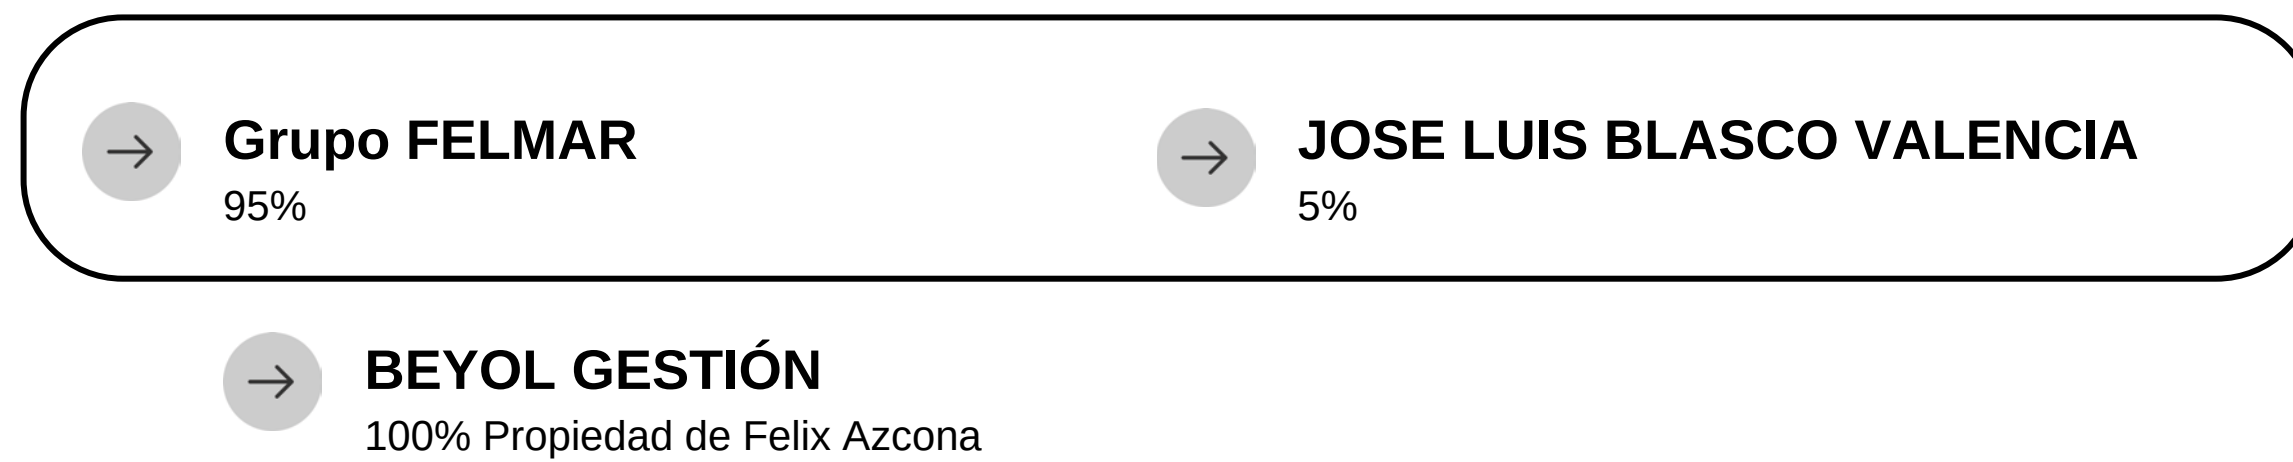 Grupo FELMAR
95%
JOSE LUIS BLASCO VALENCIA
5%
BEYOL GESTIÓN
100% Propiedad de Felix Azcona